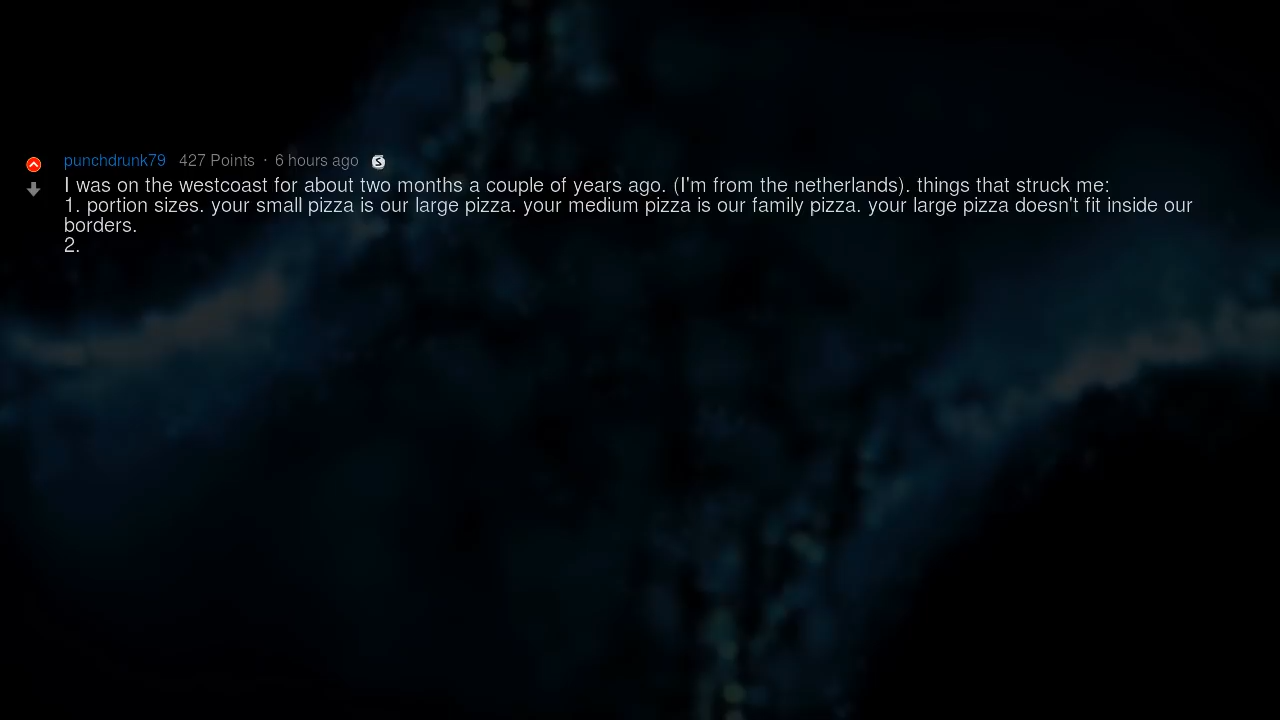 punchdrunk79 427 Points · 6 hours ago
I was on the westcoast for about two months a couple of years ago. (I'm from the netherlands). things that struck me:
1. portion sizes. your small pizza is our large pizza. your medium pizza is our family pizza. your large pizza doesn't fit inside our
borders.
2.